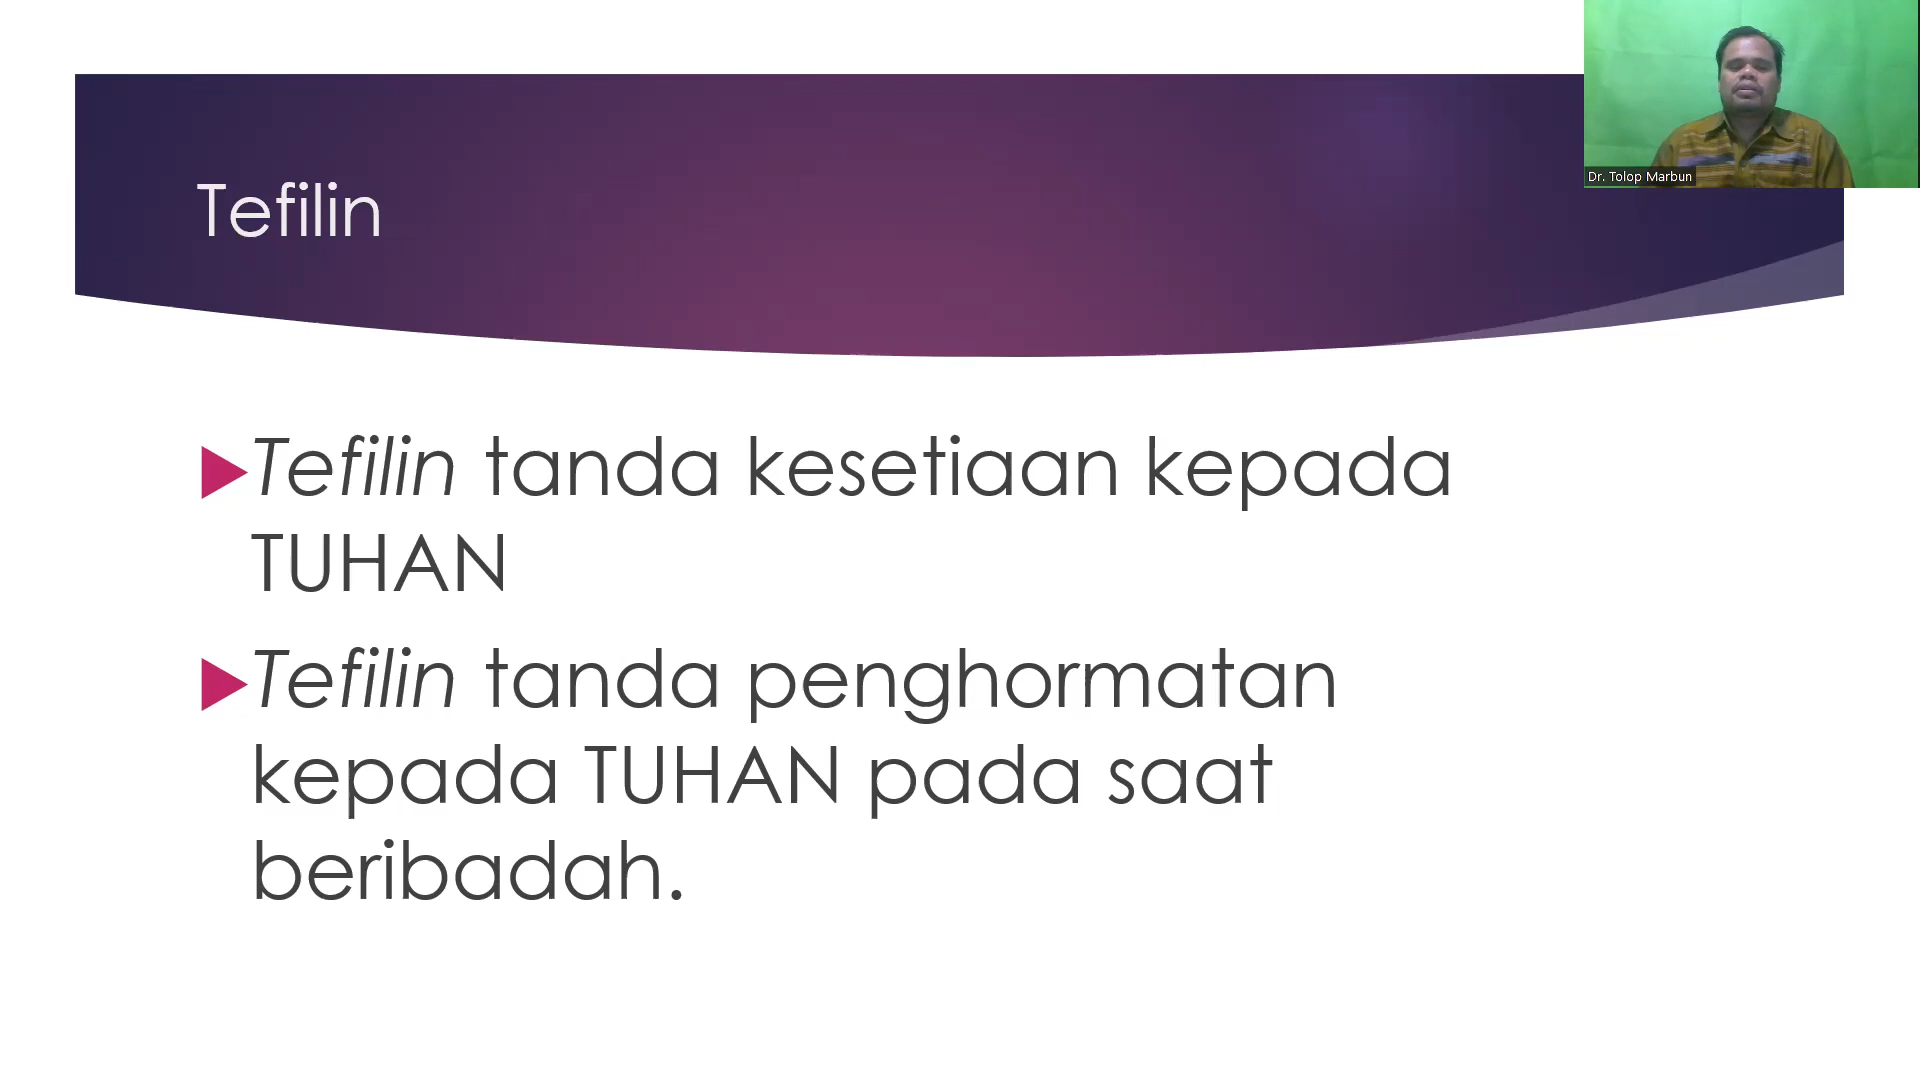 Dr. Tolop Marbun
Tefilin
Tefilin tanda kesetiaan kepada
TUHAN
Tefilin tanda penghormatan
kepada TUHAN pada saat
beribadah.